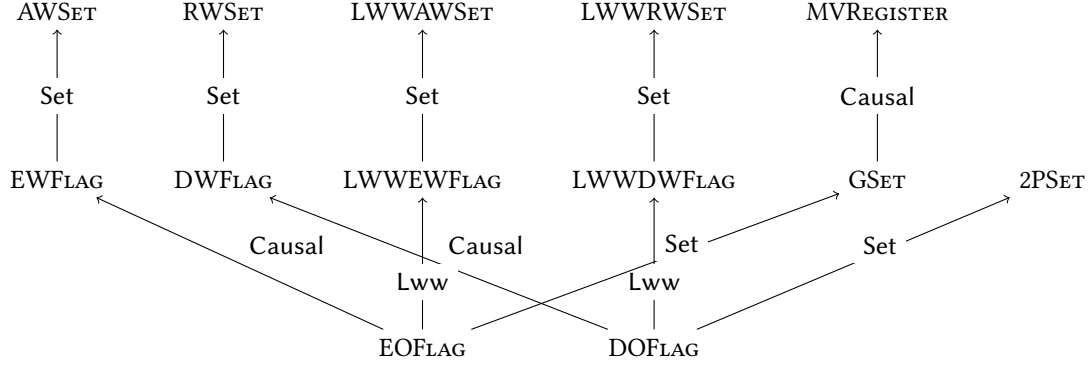 AWSET RWSET LWWAWSET LWWRWSET MVREGISTER
Set Set Set Set Causal
EWFLAG DWFLAG LWWEWFLAG LWWDWFLAG GSET 2PSET
Causal Causal Set Set
Lww Lww
EOFLAG DOFLAG